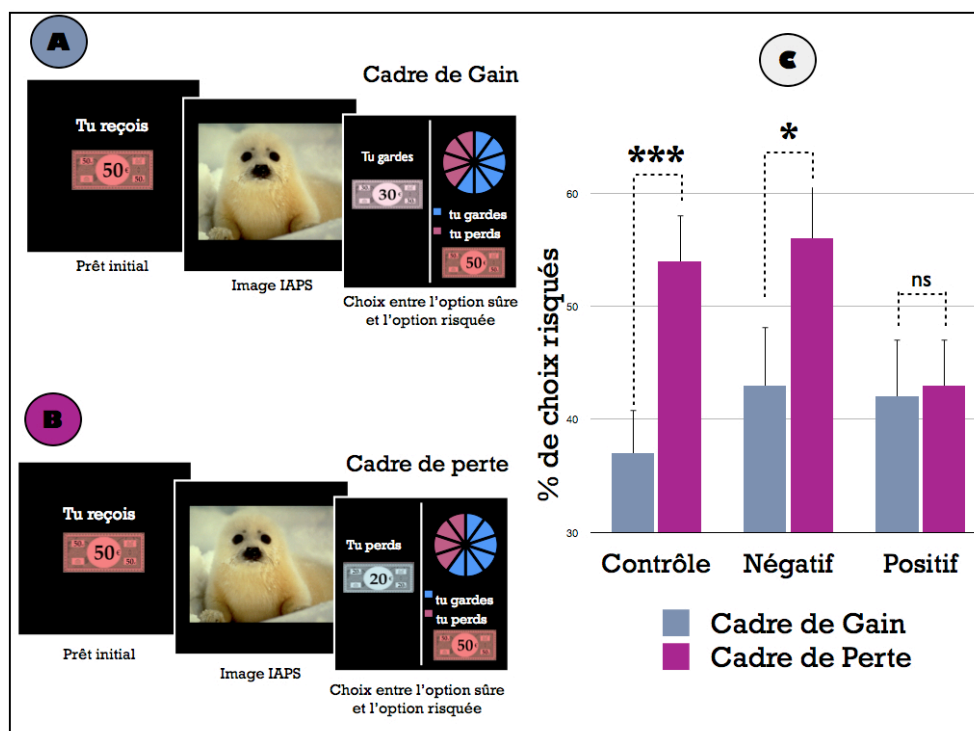 A
Cadre de Gain
Tu reçois
50€
Prêt initial
Image IAPS
Tu gardes
30€
tu gardes
tu perds
50€
Choix entre l'option sûre
et l'option risquée
B
Cadre de perte
Tu reçois
50€
Prêt initial
Image IAPS
Tu perds
20€
tu gardes
tu perds
50€
Choix entre l'option sûre
et l'option risquée
C
% de choix risqués
60
50
40
30
***
*
ns
Contrôle Négatif Positif
Cadre de Gain
Cadre de Perte